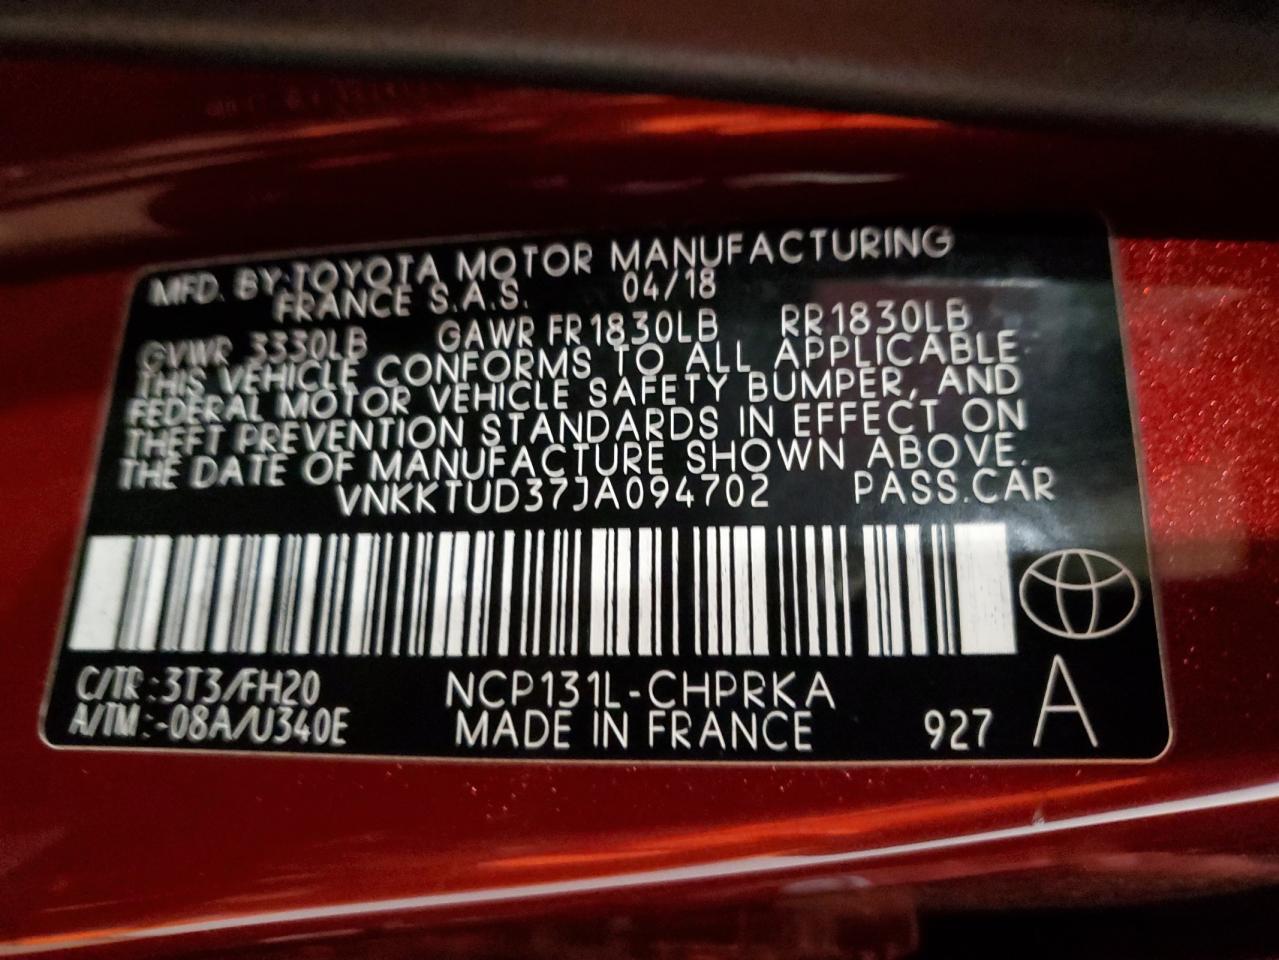 MFD. BY:TOYOTA MOTOR MANUFACTURING
FRANCE S.A.S. 04/18
GVWR 3330LB GAWR FR1830LB RR1830LB
THIS VEHICLE CONFORMS TO ALL APPLICABLE
FEDERAL MOTOR VEHICLE SAFETY BUMPER, AND
THEFT PREVENTION STANDARDS IN EFFECT ON
THE DATE OF MANUFACTURE SHOWN ABOVE.
VNKKTUD37JA094702 PASS.CAR
C/TR:3T3/FH20 NCP131L-CHPRKA A
A/TM:-08A/U340E MADE IN FRANCE 927